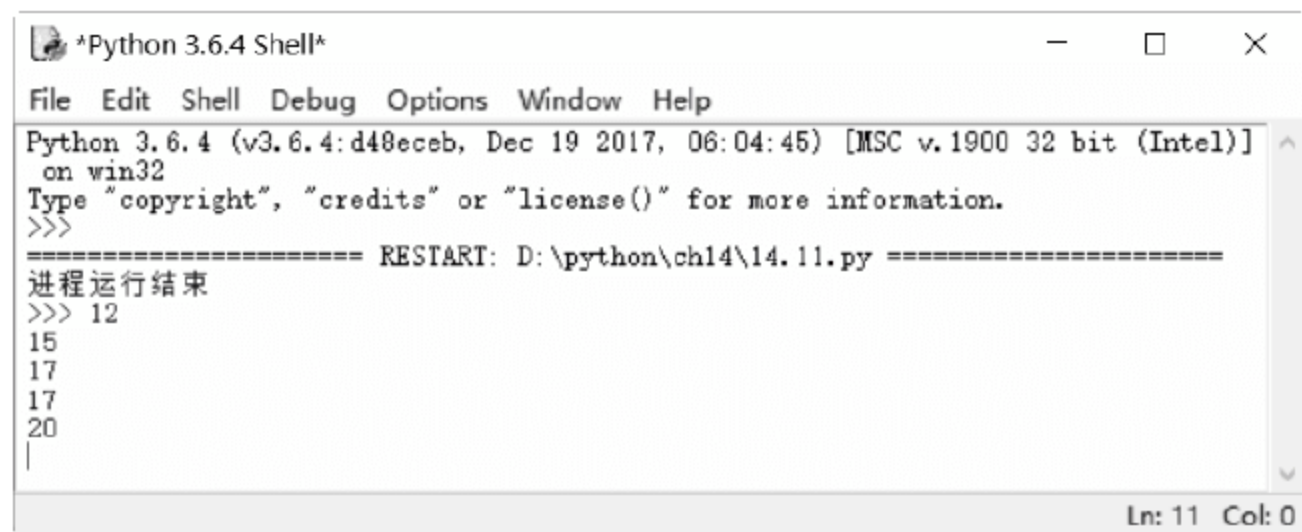 *Python 3.6.4 Shell*
File Edit Shell Debug Options Window Help
Python 3.6.4 (v3.6.4:d48eceb, Dec 19 2017, 06:04:45) [MSC v.1900 32 bit (Intel)]
on win32
Type "copyright", "credits" or "license()" for more information.
>>>
====================== RESTART: D:\python\ch14\14.11.py ======================
进程运行结束
>>> 12
15
17
17
20
Ln: 11 Col: 0